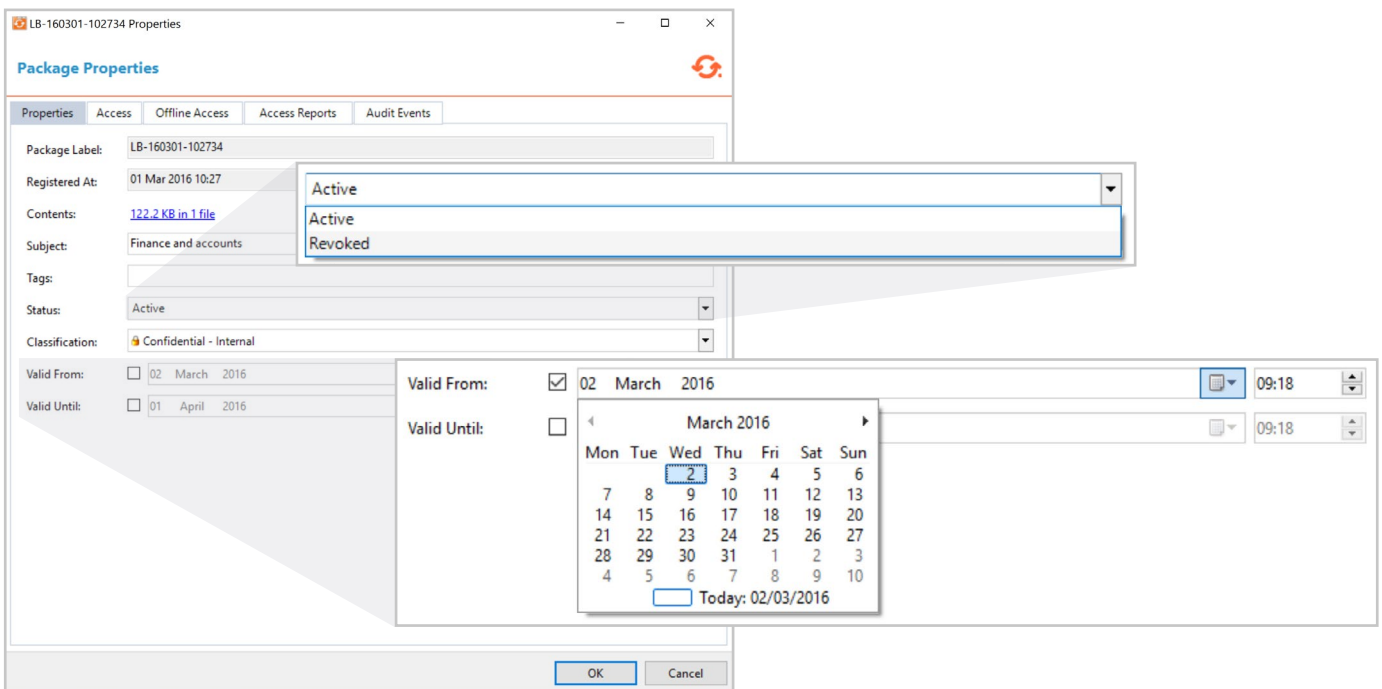 LB-160301-102734 Properties
Package Properties
Properties Access Offline Access Access Reports Audit Events
Package Label: LB-160301-102734
Registered At: 01 Mar 2016 10:27
Contents: 122.2 KB in 1 file
Subject: Finance and accounts
Tags:
Status: Active
Classification: Confidential - Internal
Valid From: 02 March 2016
Valid Until: 01 April 2016
OK Cancel
Active
Active
Revoked
Valid From: 02 March 2016 09:18
Valid Until: 09:18
March 2016
Mon Tue Wed Thu Fri Sat Sun
2 3 4 5 6
7 8 9 10 11 12 13
14 15 16 17 18 19 20
21 22 23 24 25 26 27
28 29 30 31 1 2 3
4 5 6 7 8 9 10
Today: 02/03/2016